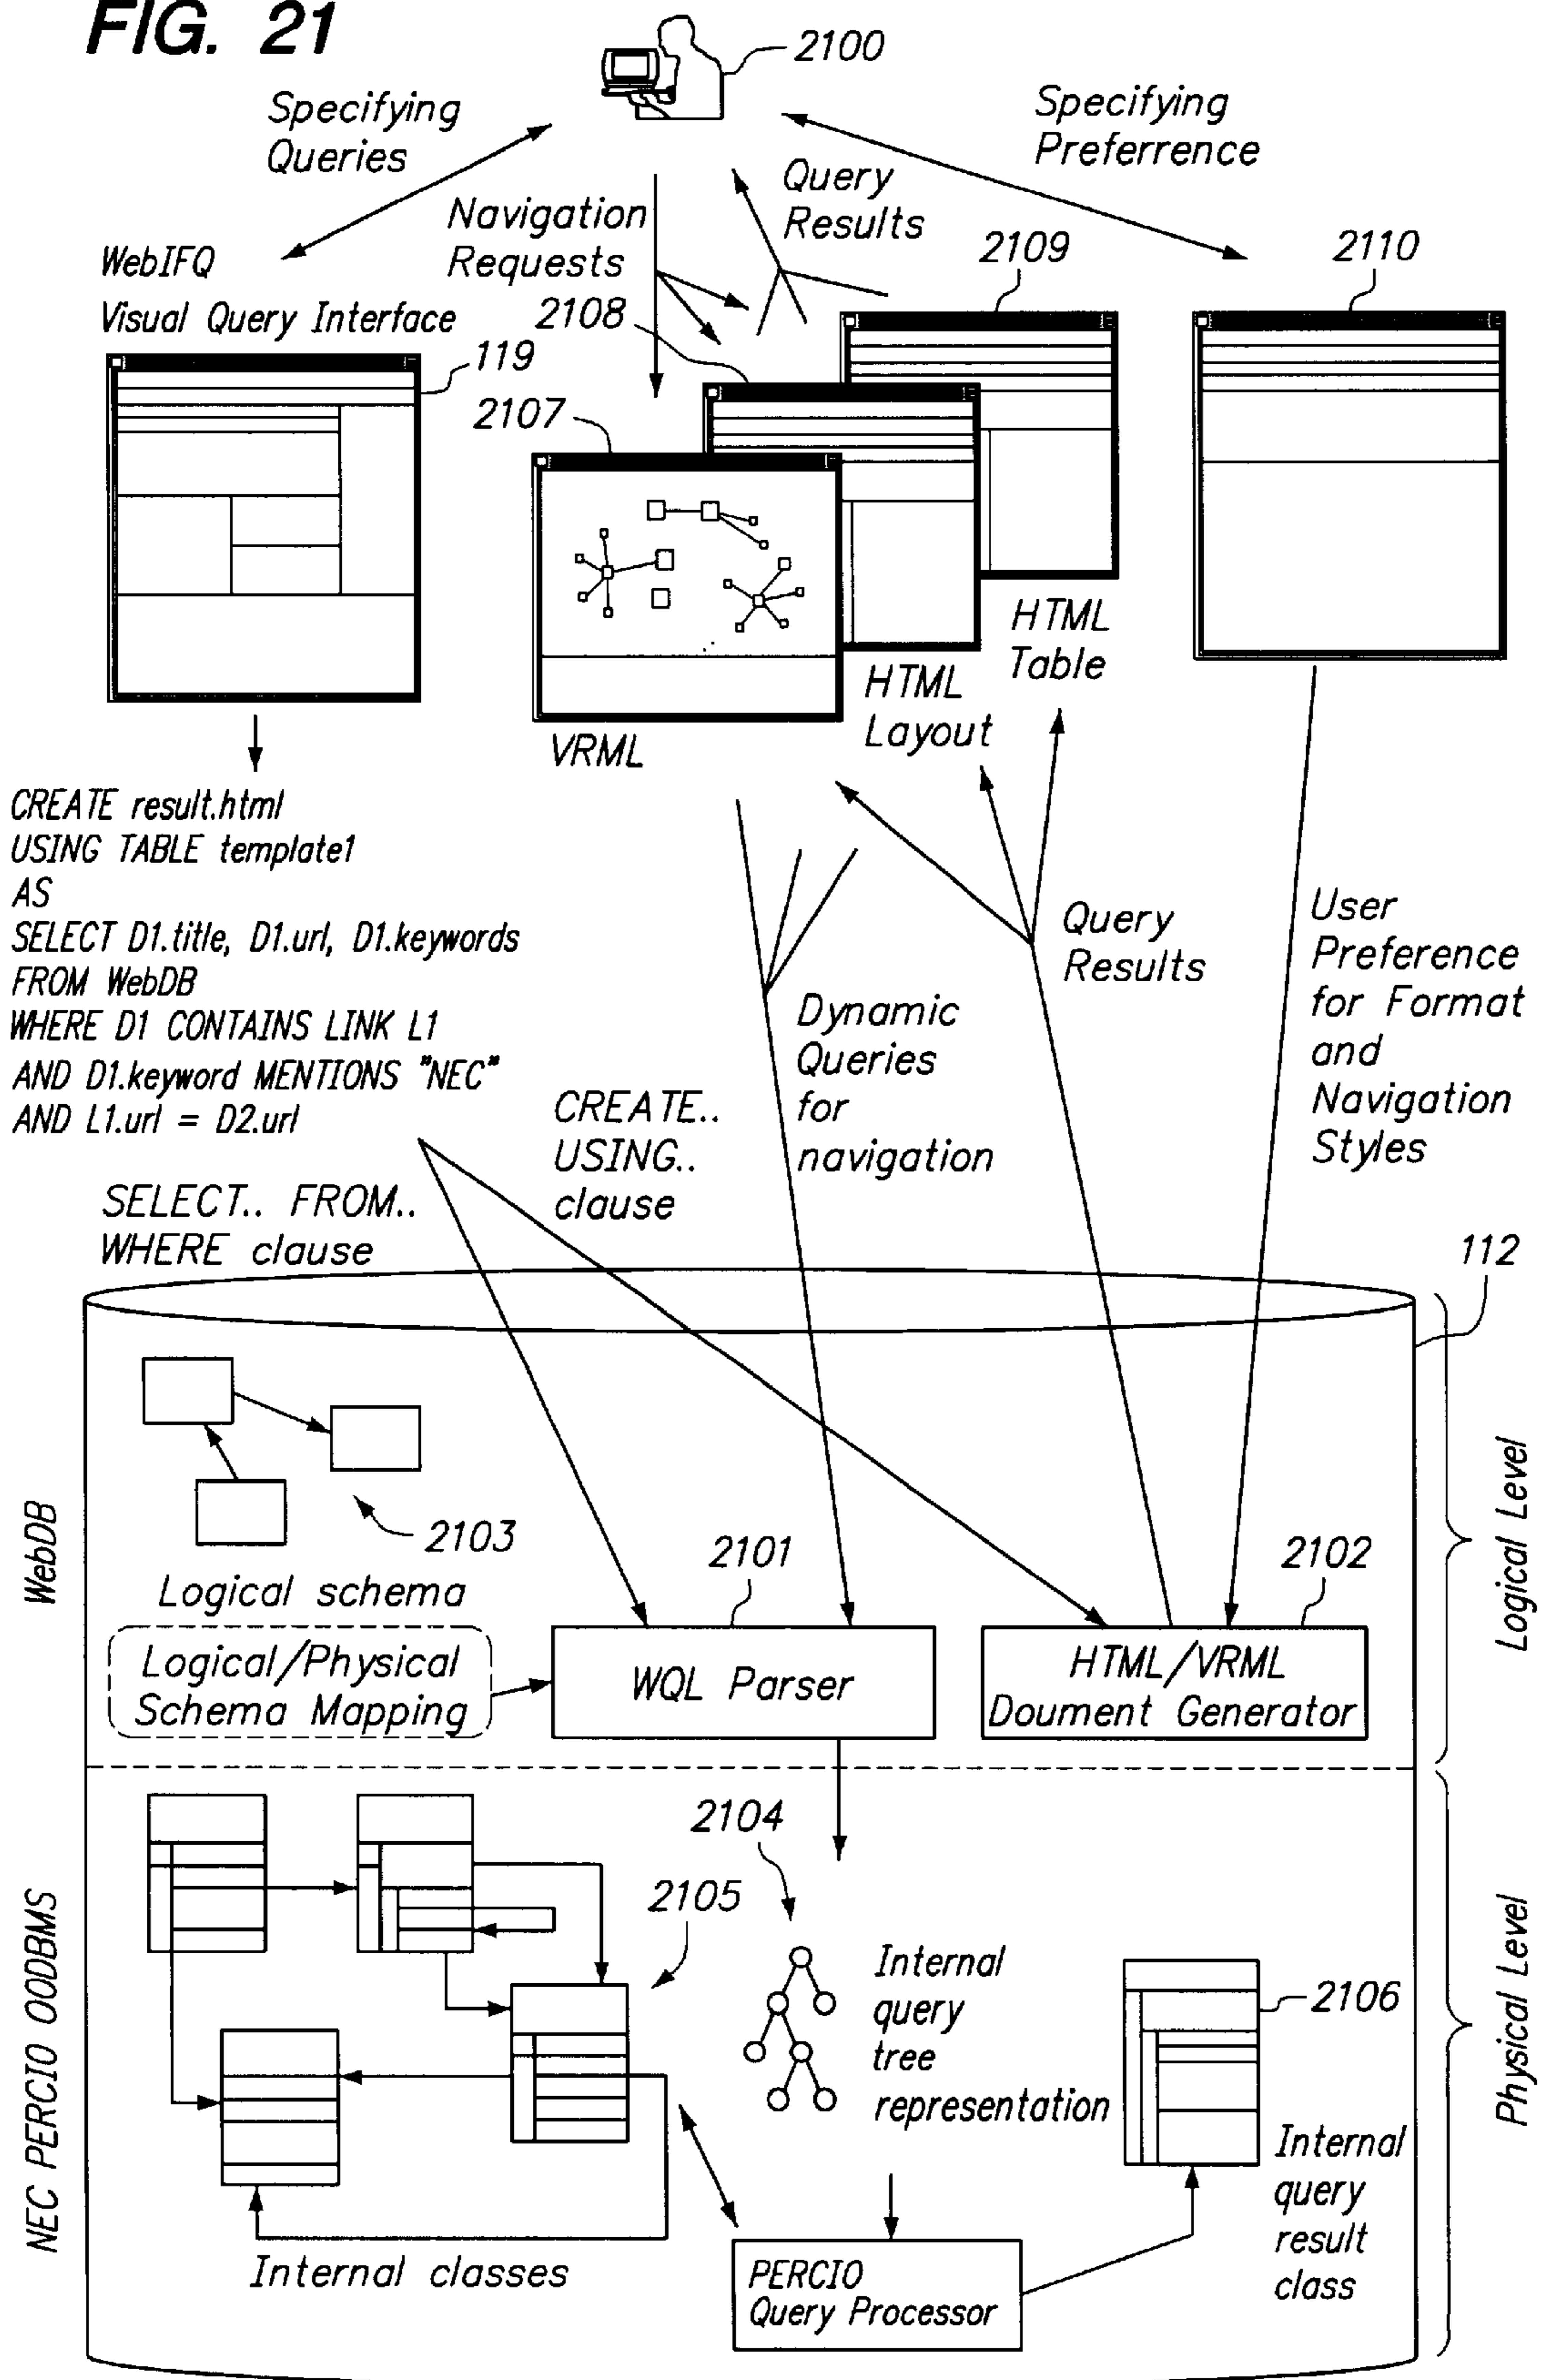 FIG. 21
2100
Specifying
Queries
Specifying
Preferrence
Query
Results
Navigation
Requests
WebIFQ
Visual Query Interface
2108
2109
2110
119
2107
HTML
Table
HTML
Layout
VRML
CREATE result.html
USING TABLE template1
AS
SELECT D1.title, D1.url, D1.keywords
FROM WebDB
WHERE D1 CONTAINS LINK L1
AND D1.keyword MENTIONS "NEC"
AND L1.url = D2.url
Query
Results
User
Preference
for Format
and
Navigation
Styles
Dynamic
Queries
for
navigation
CREATE..
USING..
clause
SELECT.. FROM..
WHERE clause
112
2103
Logical schema
2101
2102
Logical/Physical
Schema Mapping
WQL Parser
HTML/VRML
Doument Generator
WebDB
Logical Level
2104
2105
Internal
query
tree
representation
2106
Internal
query
result
class
Internal classes
PERCIO
Query Processor
NEC PERCIO OODBMS
Physical Level